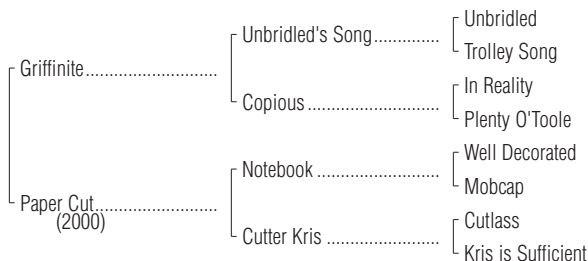 Unbridled
Unbridled's Song..............
Trolley Song
Griffinite............................
In Reality
Copious............................
Plenty O'Toole
Well Decorated
Notebook ..........................
Mobcap
Paper Cut..........................
(2000)
Cutlass
Cutter Kris ........................
Kris is Sufficient